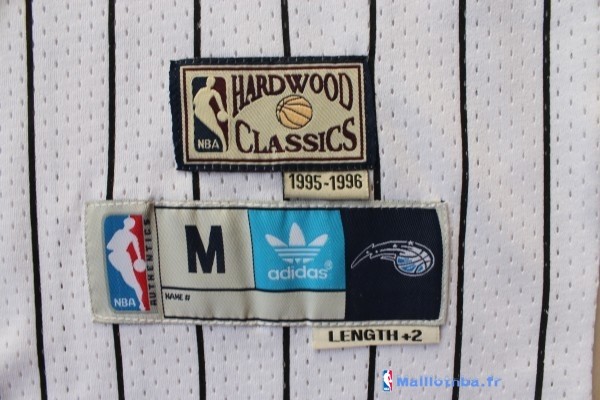 HARDWOOD
CLASSICS
NBA
1995-1996
NBA
AUTHENTICS
M
adidas®
NAME #
LENGTH +2
Maillotnba.fr